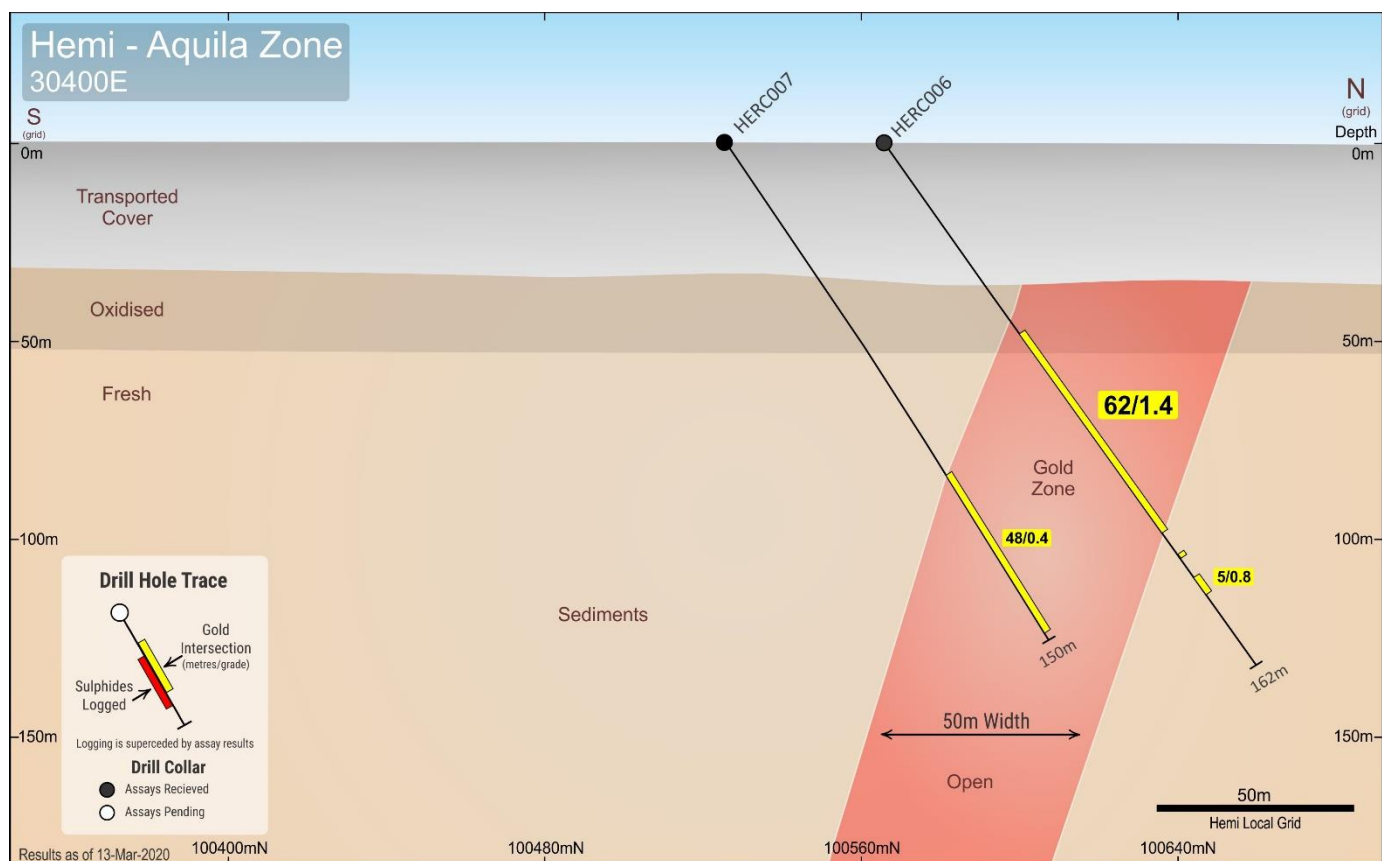 Hemi - Aquila Zone
30400E
S
(grid)
N
(grid)
Depth
HERC007
HERC006
0m
0m
Transported
Cover
Oxidised
50m
50m
Fresh
62/1.4
Gold
Zone
100m
100m
48/0.4
5/0.8
Sediments
150m
162m
Drill Hole Trace
Gold
Intersection
(metres/grade)
Sulphides
Logged
Logging is superceded by assay results
Drill Collar
Assays Recieved
Assays Pending
150m
150m
50m Width
Open
50m
Hemi Local Grid
Results as of 13-Mar-2020
100400mN
100480mN
100560mN
100640mN